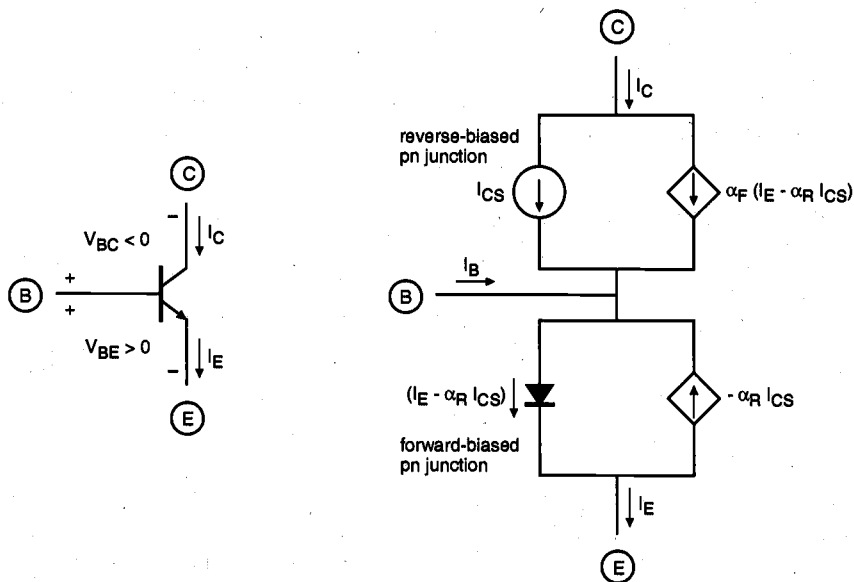 C
V_BC < 0
-
I_C
B
+
+
V_BE > 0
-
I_E
E
C
I_C
reverse-biased
pn junction
I_CS
α_F (I_E - α_R I_CS)
I_B
B
(I_E - α_R I_CS)
- α_R I_CS
forward-biased
pn junction
I_E
E